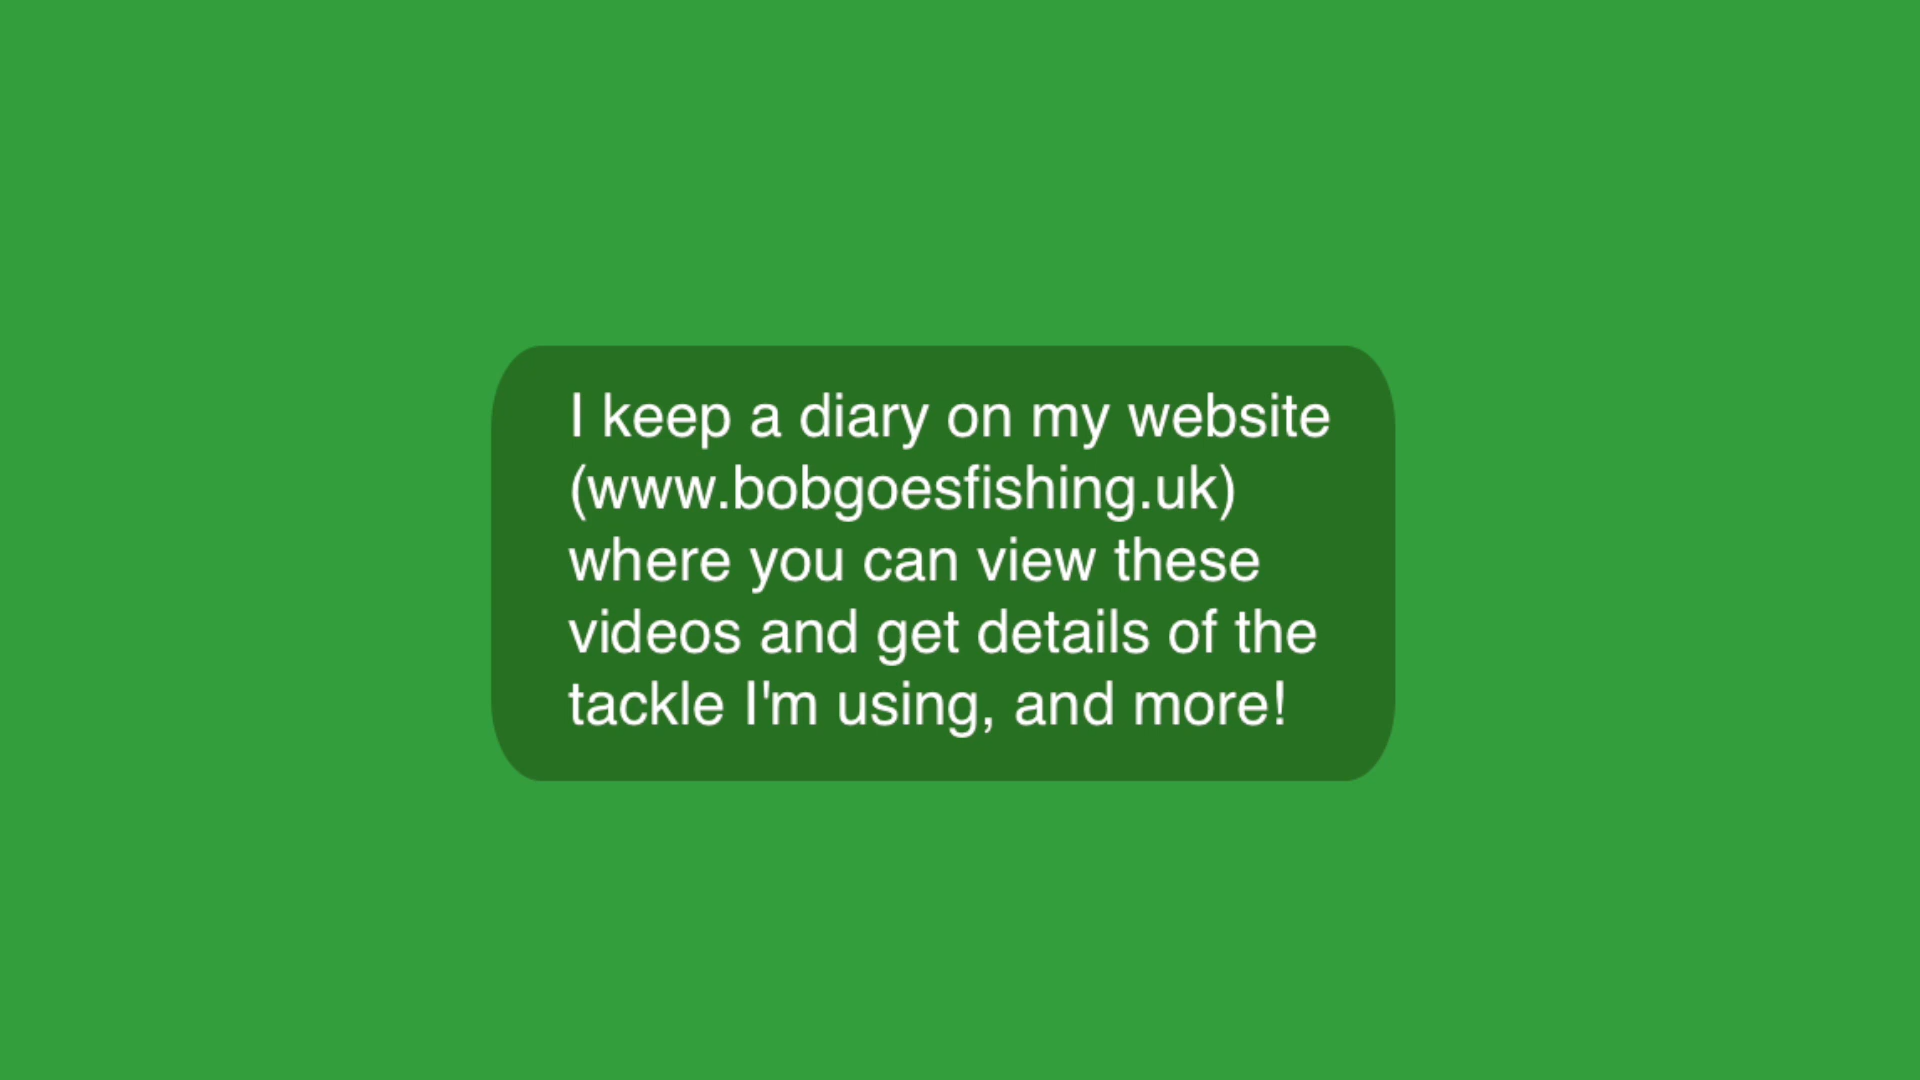 I keep a diary on my website
(www.bobgoesfishing.uk)
where you can view these
videos and get details of the
tackle I'm using, and more!